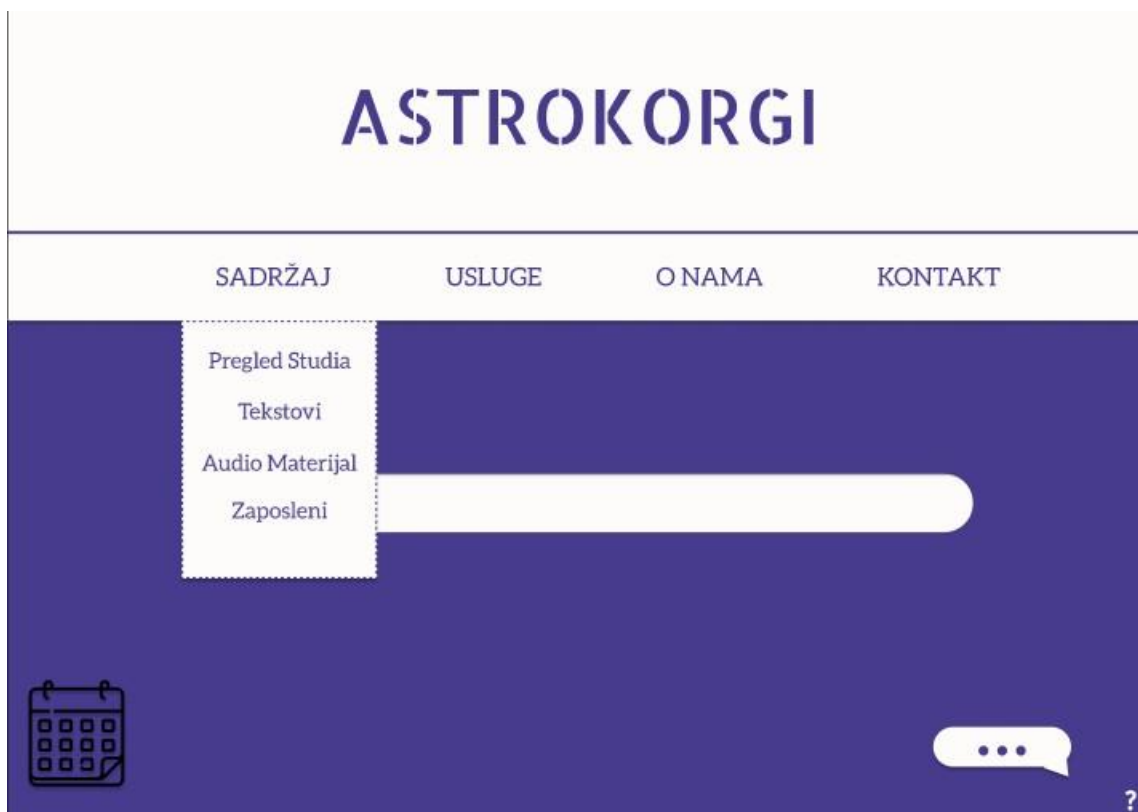 ASTROKORGI
SADRŽAJ USLUGE O NAMA KONTAKT
Pregled Studia
Tekstovi
Audio Materijal
Zaposleni
?